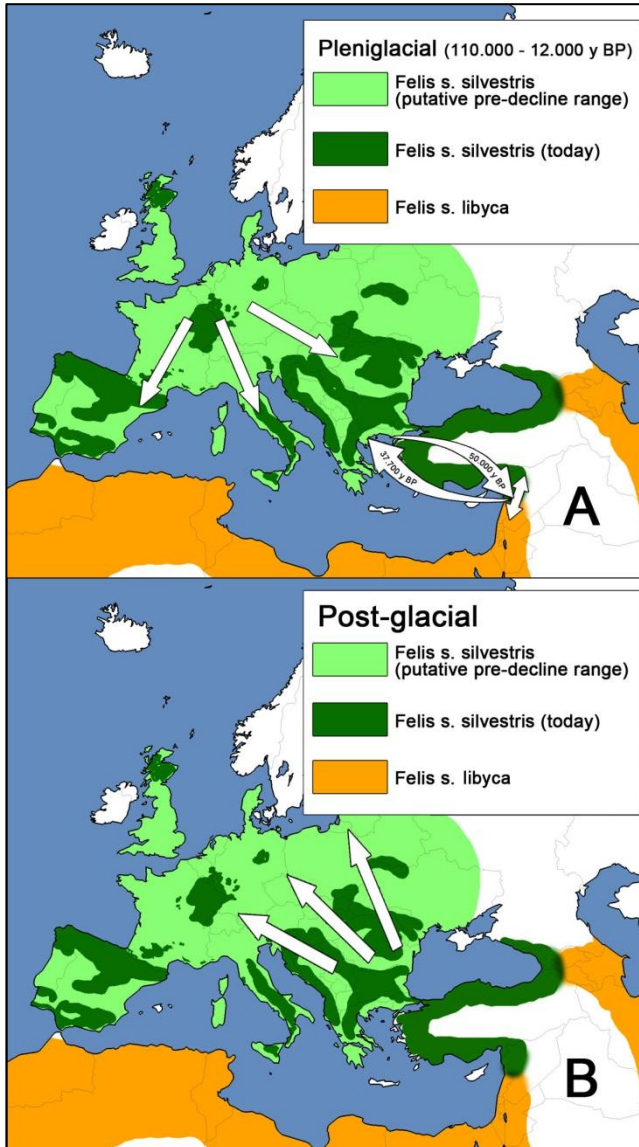 Pleniglacial (110.000 - 12.000 y BP)
Felis s. silvestris
(putative pre-decline range)
Felis s. silvestris (today)
Felis s. libyca
37.700 y BP
50.000 y BP
A
Post-glacial
Felis s. silvestris
(putative pre-decline range)
Felis s. silvestris (today)
Felis s. libyca
B